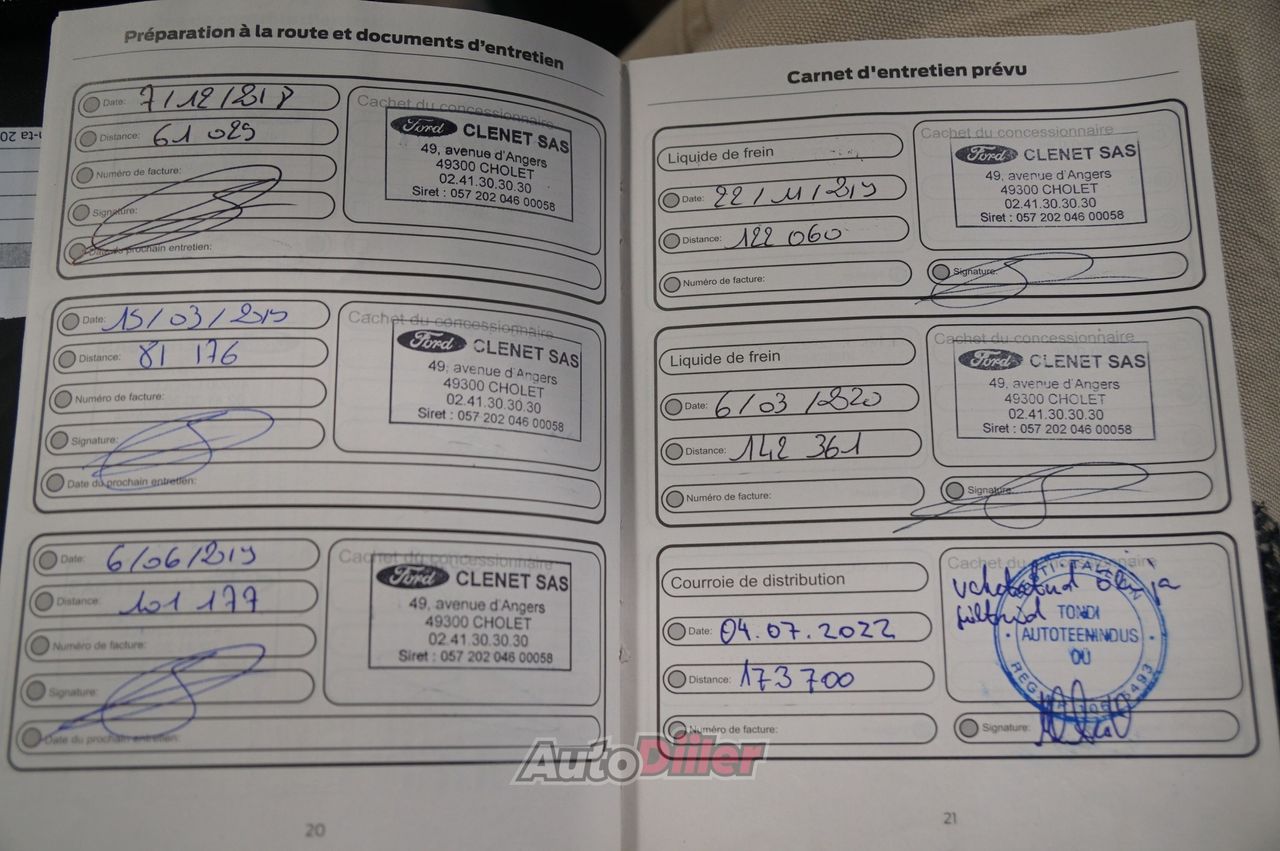 Préparation à la route et documents d'entretien
Date: 7/12/2018
Distance: 61 029
Numéro de facture:
Signature:
Date du prochain entretien:
Cachet du concessionnaire
Ford CLENET SAS
49, avenue d'Angers
49300 CHOLET
02.41.30.30.30
Siret : 057 202 046 00058
Date: 15/03/2019
Distance: 81 176
Numéro de facture:
Signature:
Date du prochain entretien:
Cachet du concessionnaire
Ford CLENET SAS
49, avenue d'Angers
49300 CHOLET
02.41.30.30.30
Siret : 057 202 046 00058
Date: 6/06/2019
Distance: 101 177
Numéro de facture:
Signature:
Date du prochain entretien:
Cachet du concessionnaire
Ford CLENET SAS
49, avenue d'Angers
49300 CHOLET
02.41.30.30.30
Siret : 057 202 046 00058
20
Carnet d'entretien prévu
Liquide de frein
Date: 22/11/2019
Distance: 122 060
Numéro de facture:
Cachet du concessionnaire
Ford CLENET SAS
49, avenue d'Angers
49300 CHOLET
02.41.30.30.30
Siret : 057 202 046 00058
Signature:
Liquide de frein
Date: 6/03/2020
Distance: 142 361
Numéro de facture:
Cachet du concessionnaire
Ford CLENET SAS
49, avenue d'Angers
49300 CHOLET
02.41.30.30.30
Siret : 057 202 046 00058
Signature:
Courroie de distribution
Date: 04.07.2022
Distance: 173 700
Numéro de facture:
Cachet du concessionnaire
õli ja
filtrid
TONDI
AUTOTEENINDUS
OÜ
Signature:
21
AutoDiller